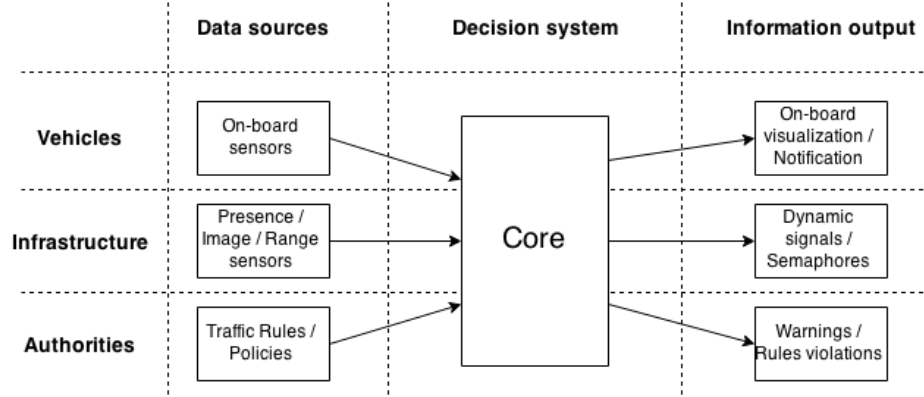 Data sources
Decision system
Information output
Vehicles
On-board
sensors
On-board
visualization /
Notification
Infrastructure
Presence /
Image / Range
sensors
Core
Dynamic
signals /
Semaphores
Authorities
Traffic Rules /
Policies
Warnings /
Rules violations